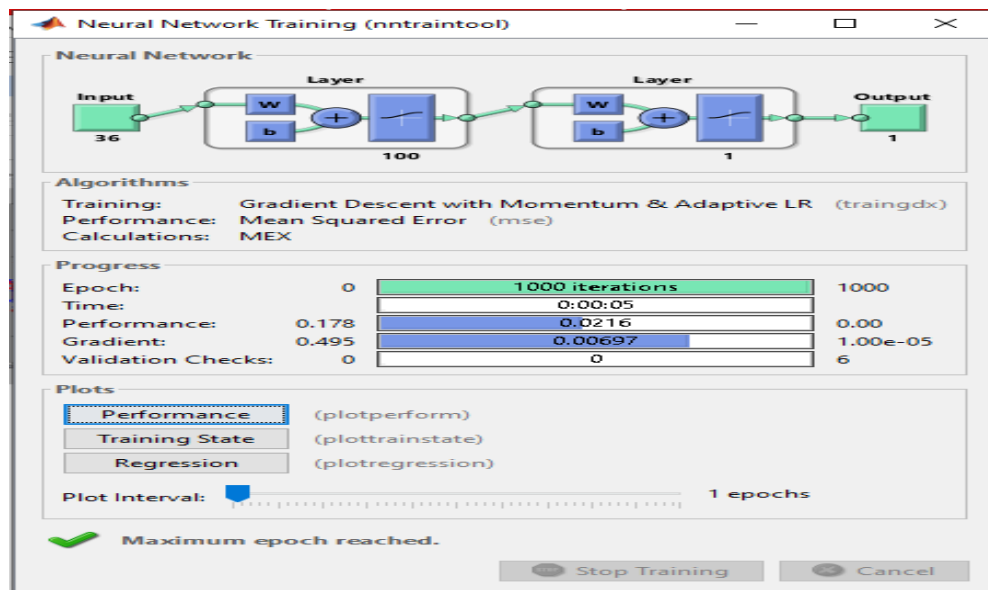 Neural Network Training (nntraintool)
Neural Network
Layer Layer
Input Output
w w
b b
+ +
36 1
100 1
Algorithms
Training: Gradient Descent with Momentum & Adaptive LR (traingdx)
Performance: Mean Squared Error (mse)
Calculations: MEX
Progress
Epoch: 0 1000 iterations 1000
Time: 0:00:05
Performance: 0.178 0.0216 0.00
Gradient: 0.495 0.00697 1.00e-05
Validation Checks: 0 0 6
Plots
Performance (plotperform)
Training State (plottrainstate)
Regression (plotregression)
Plot Interval: 1 epochs
Maximum epoch reached.
Stop Training Cancel